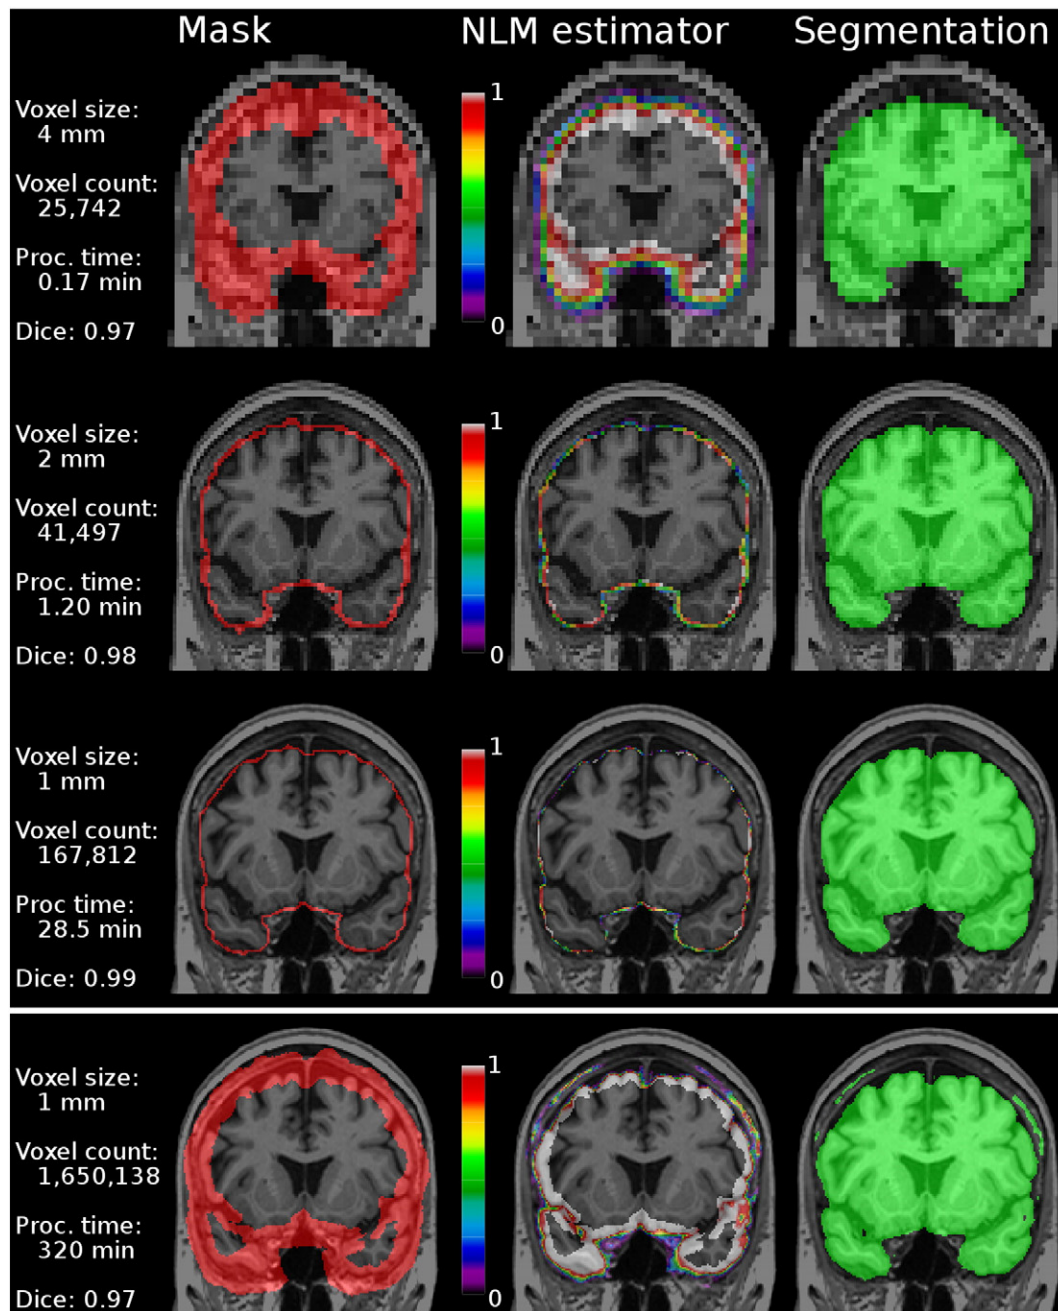 Mask NLM estimator Segmentation
Voxel size:
4 mm
Voxel count:
25,742
Proc. time:
0.17 min
Dice: 0.97
1
0
Voxel size:
2 mm
Voxel count:
41,497
Proc. time:
1.20 min
Dice: 0.98
1
0
Voxel size:
1 mm
Voxel count:
167,812
Proc time:
28.5 min
Dice: 0.99
1
0
Voxel size:
1 mm
Voxel count:
1,650,138
Proc. time:
320 min
Dice: 0.97
1
0